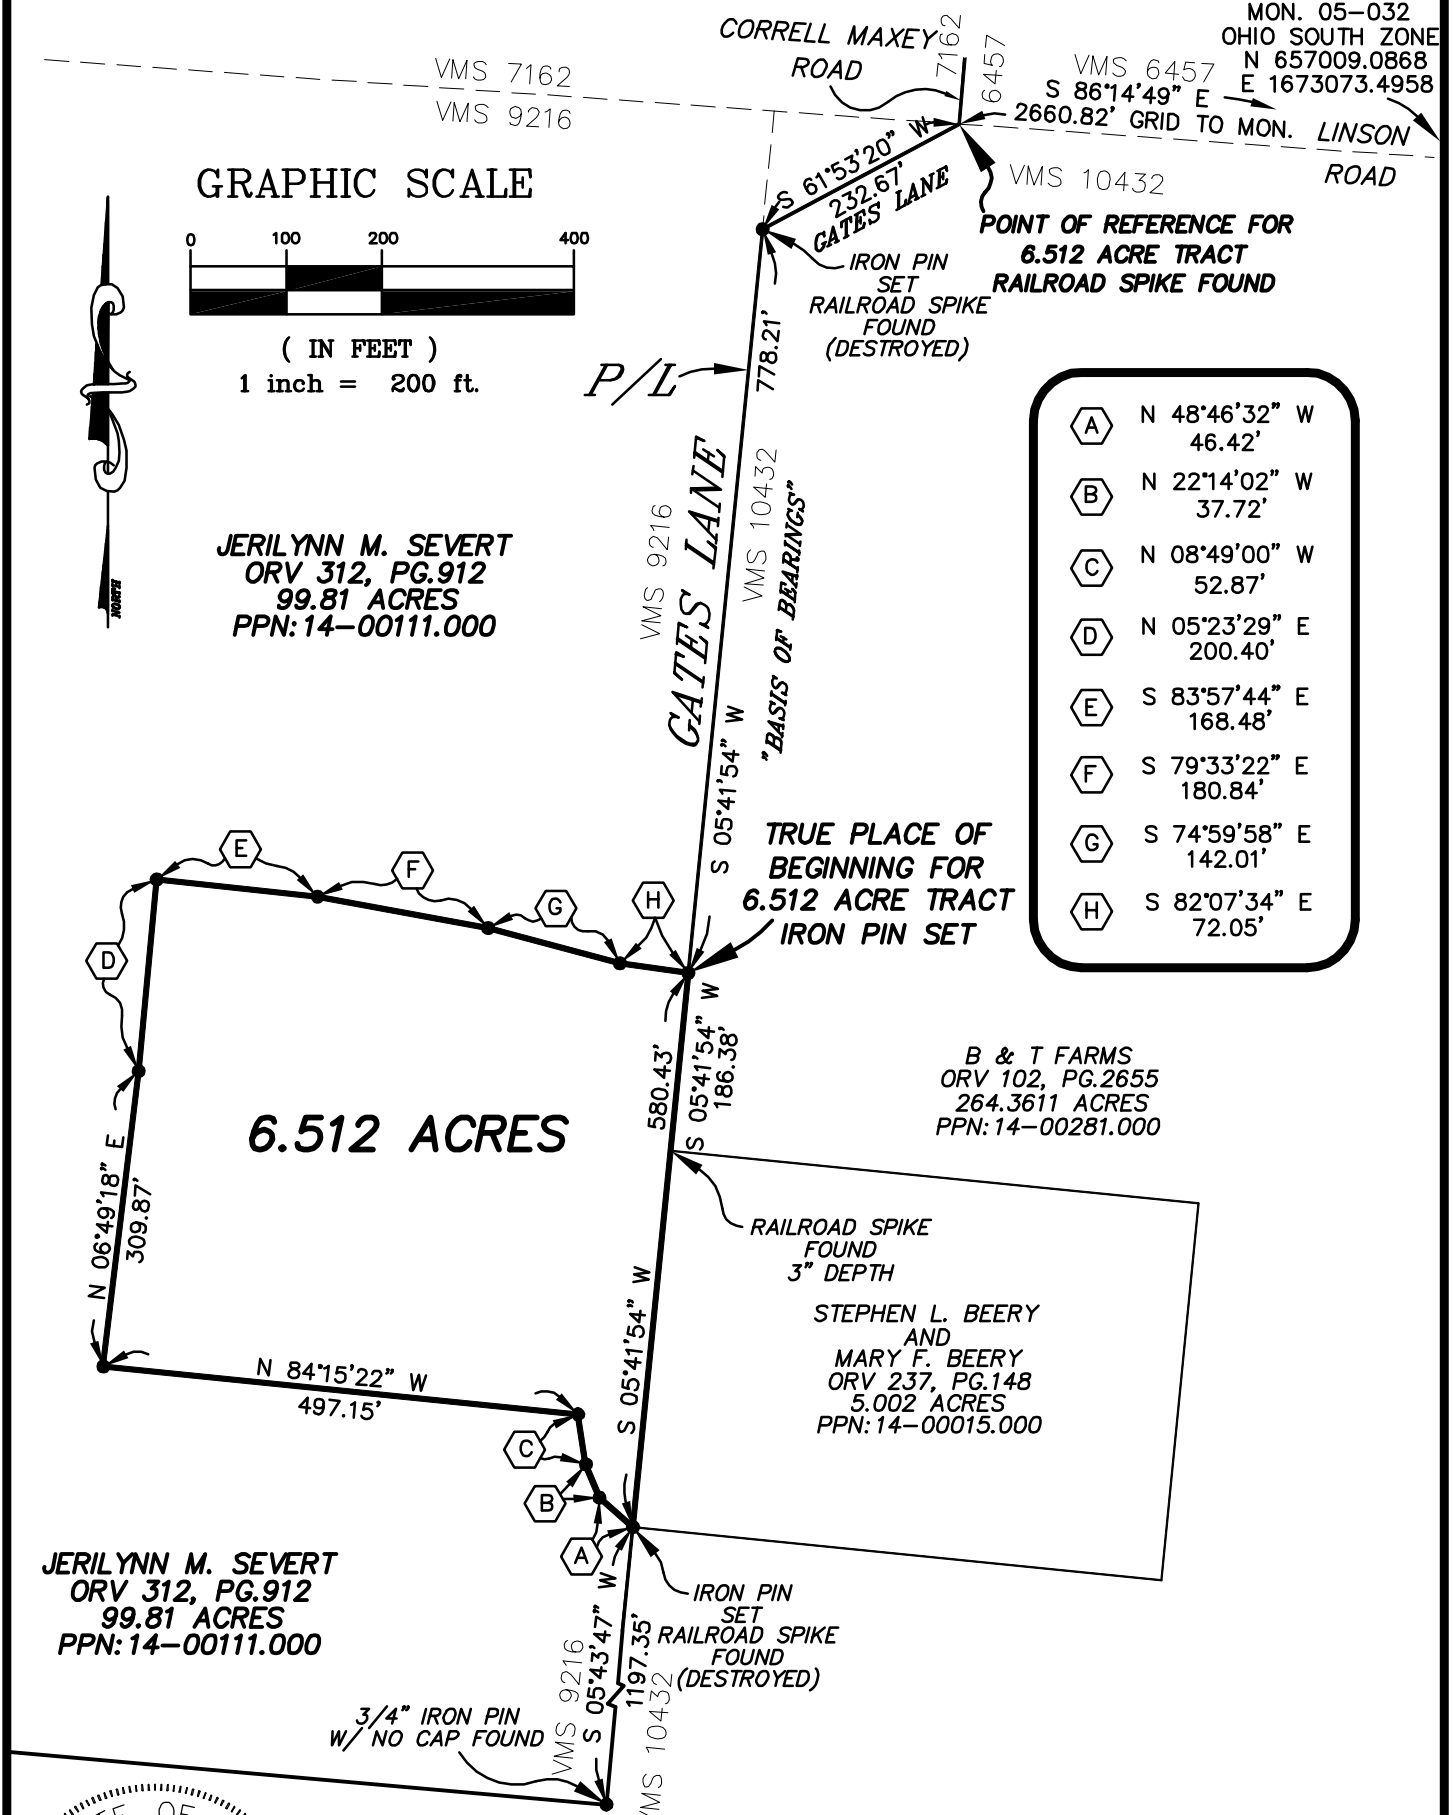 MON. 05-032
OHIO SOUTH ZONE
N 657009.0868
E 1673073.4958
CORRELL MAXEY
ROAD
7162
6457
VMS 7162
VMS 9216
VMS 6457
S 86°14'49" E
2660.82' GRID TO MON.
LINSON
ROAD
VMS 10432
S 61°53'20" W
232.67'
GATES LANE
POINT OF REFERENCE FOR
6.512 ACRE TRACT
RAILROAD SPIKE FOUND
GRAPHIC SCALE
0 100 200 400
( IN FEET )
1 inch = 200 ft.
NORTH
IRON PIN
SET
RAILROAD SPIKE
FOUND
(DESTROYED)
P/L
778.21'
GATES LANE
VMS 9216
VMS 10432
"BASIS OF BEARINGS"
S 05°41'54" W
JERILYNN M. SEVERT
ORV 312, PG.912
99.81 ACRES
PPN:14-00111.000
A N 48°46'32" W
46.42'
B N 22°14'02" W
37.72'
C N 08°49'00" W
52.87'
D N 05°23'29" E
200.40'
E S 83°57'44" E
168.48'
F S 79°33'22" E
180.84'
G S 74°59'58" E
142.01'
H S 82°07'34" E
72.05'
TRUE PLACE OF
BEGINNING FOR
6.512 ACRE TRACT
IRON PIN SET
E
F
G
H
D
580.43'
S 05°41'54" W
186.38'
6.512 ACRES
B & T FARMS
ORV 102, PG.2655
264.3611 ACRES
PPN:14-00281.000
N 06°49'18" E
309.87'
RAILROAD SPIKE
FOUND
3" DEPTH
S 05°41'54" W
STEPHEN L. BEERY
AND
MARY F. BEERY
ORV 237, PG.148
5.002 ACRES
PPN:14-00015.000
N 84°15'22" W
497.15'
C
B
A
JERILYNN M. SEVERT
ORV 312, PG.912
99.81 ACRES
PPN:14-00111.000
IRON PIN
SET
RAILROAD SPIKE
FOUND
(DESTROYED)
S 05°43'47" W
1197.35'
VMS 9216
VMS 10432
3/4" IRON PIN
W/ NO CAP FOUND
OF